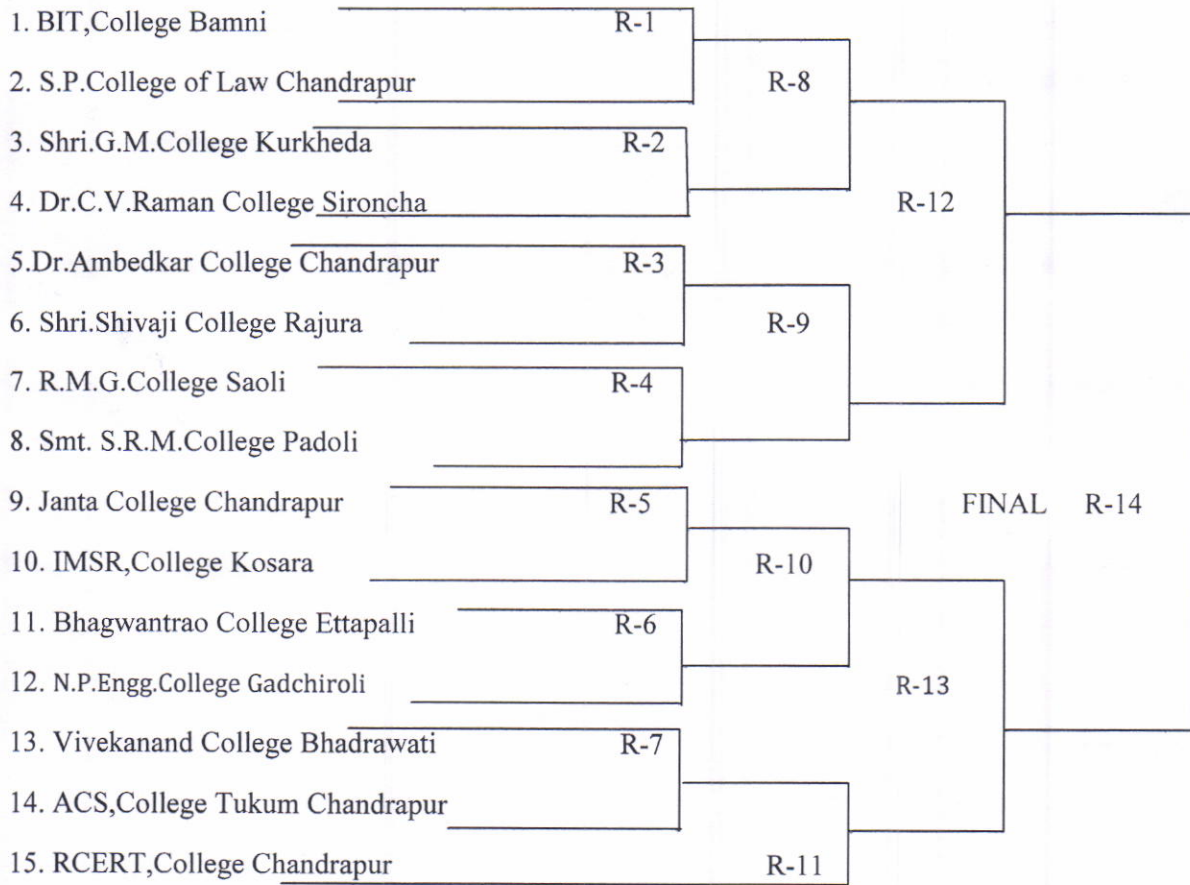 1. BIT,College Bamni R-1
2. S.P.College of Law Chandrapur R-8
3. Shri.G.M.College Kurkheda R-2
4. Dr.C.V.Raman College Sironcha R-12
5.Dr.Ambedkar College Chandrapur R-3
6. Shri.Shivaji College Rajura R-9
7. R.M.G.College Saoli R-4
8. Smt. S.R.M.College Padoli
9. Janta College Chandrapur R-5 FINAL R-14
10. IMSR,College Kosara R-10
11. Bhagwantrao College Ettapalli R-6
12. N.P.Engg.College Gadchiroli R-13
13. Vivekanand College Bhadrawati R-7
14. ACS,College Tukum Chandrapur
15. RCERT,College Chandrapur R-11